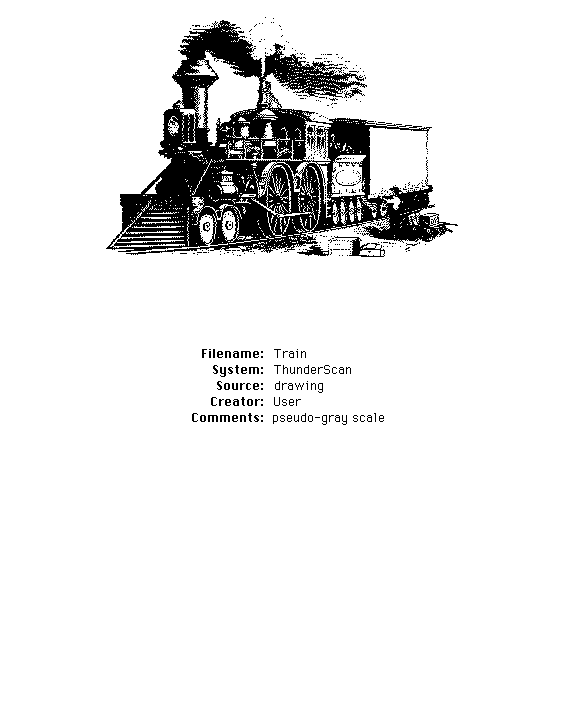 Filename: Train
System: ThunderScan
Source: drawing
Creator: User
Comments: pseudo-gray scale